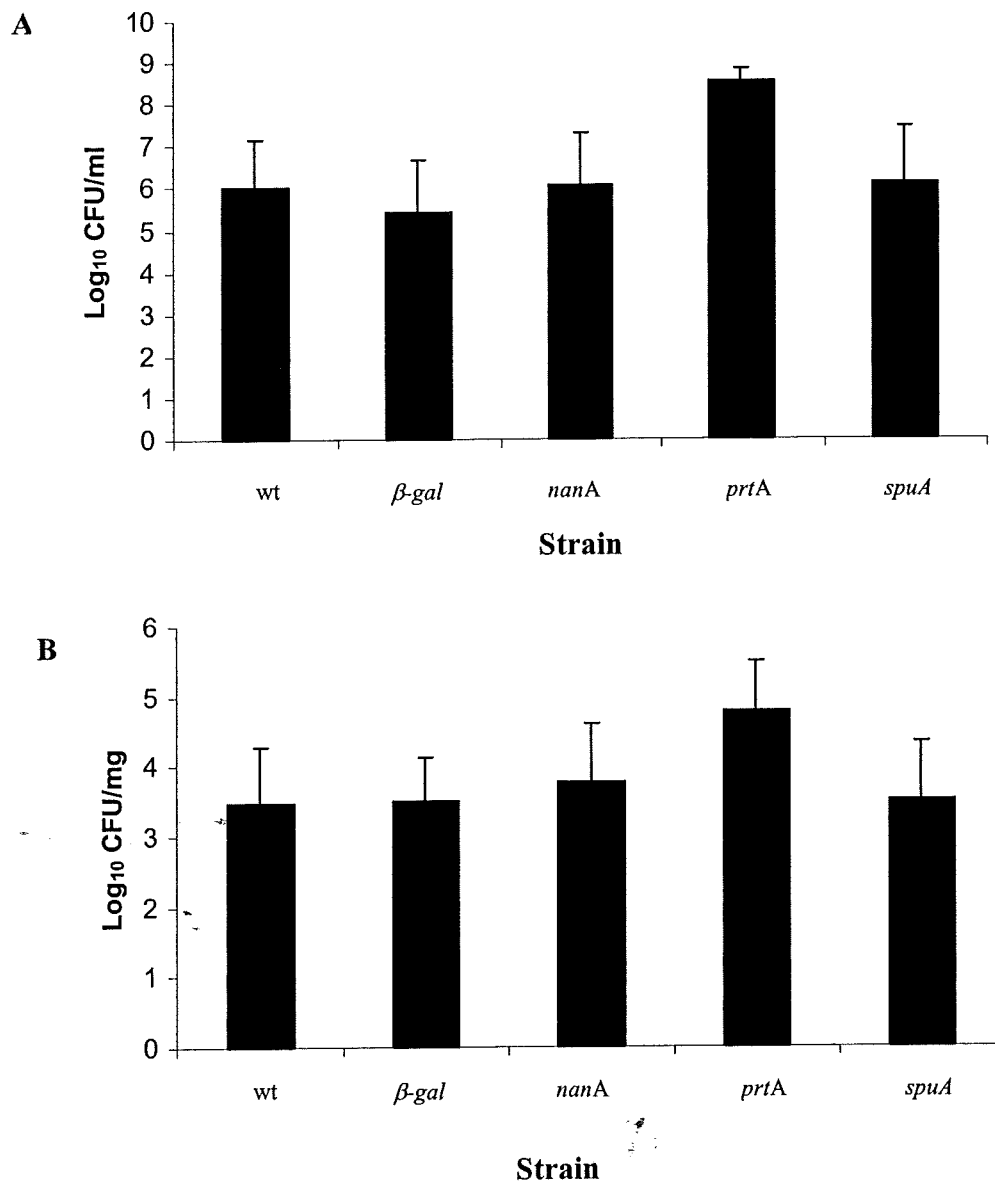 A
10
9
8
7
6
5
4
3
2
1
0
Log₁₀ CFU/ml
wt β-gal nanA prtA spuA
Strain
B
6
5
4
3
2
1
0
Log₁₀ CFU/mg
wt β-gal nanA prtA spuA
Strain